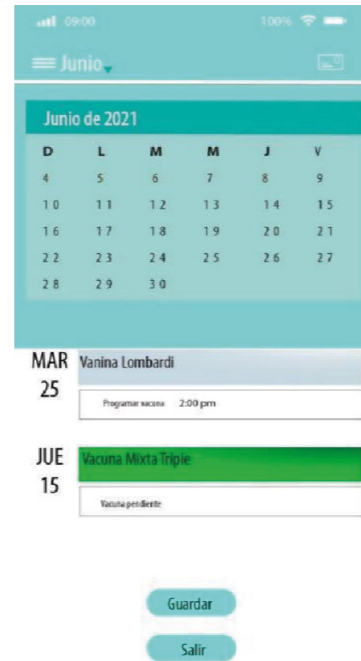 09:00 100%
Junio
Junio de 2021
D L M M J V
4 5 6 7 8 9
10 11 12 13 14 15
16 17 18 19 20 21
22 23 24 25 26 27
28 29 30
MAR Vanina Lombardi
25
Programar vacuna 2:00 pm
JUE Vacuna Mixta Triple
15
Vacuna pendiente
Guardar
Salir